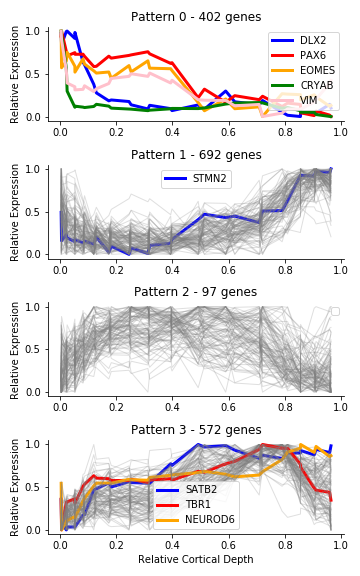 Pattern 0 - 402 genes
Relative Expression
1.0
0.5
0.0
DLX2
PAX6
EOMES
CRYAB
VIM
0.0 0.2 0.4 0.6 0.8 1.0
Pattern 1 - 692 genes
Relative Expression
1.0
0.5
0.0
STMN2
0.0 0.2 0.4 0.6 0.8 1.0
Pattern 2 - 97 genes
Relative Expression
1.0
0.5
0.0
0.0 0.2 0.4 0.6 0.8 1.0
Pattern 3 - 572 genes
Relative Expression
1.0
0.5
0.0
SATB2
TBR1
NEUROD6
0.0 0.2 0.4 0.6 0.8 1.0
Relative Cortical Depth